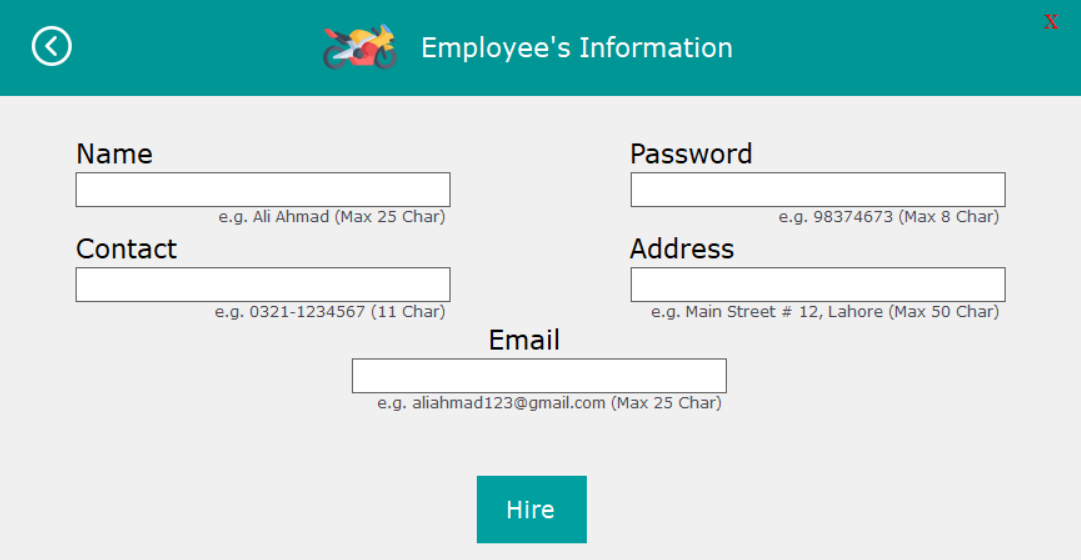 Employee's Information
X
Name
Password
e.g. Ali Ahmad (Max 25 Char)
e.g. 98374673 (Max 8 Char)
Contact
Address
e.g. 0321-1234567 (11 Char)
e.g. Main Street # 12, Lahore (Max 50 Char)
Email
e.g. aliahmad123@gmail.com (Max 25 Char)
Hire